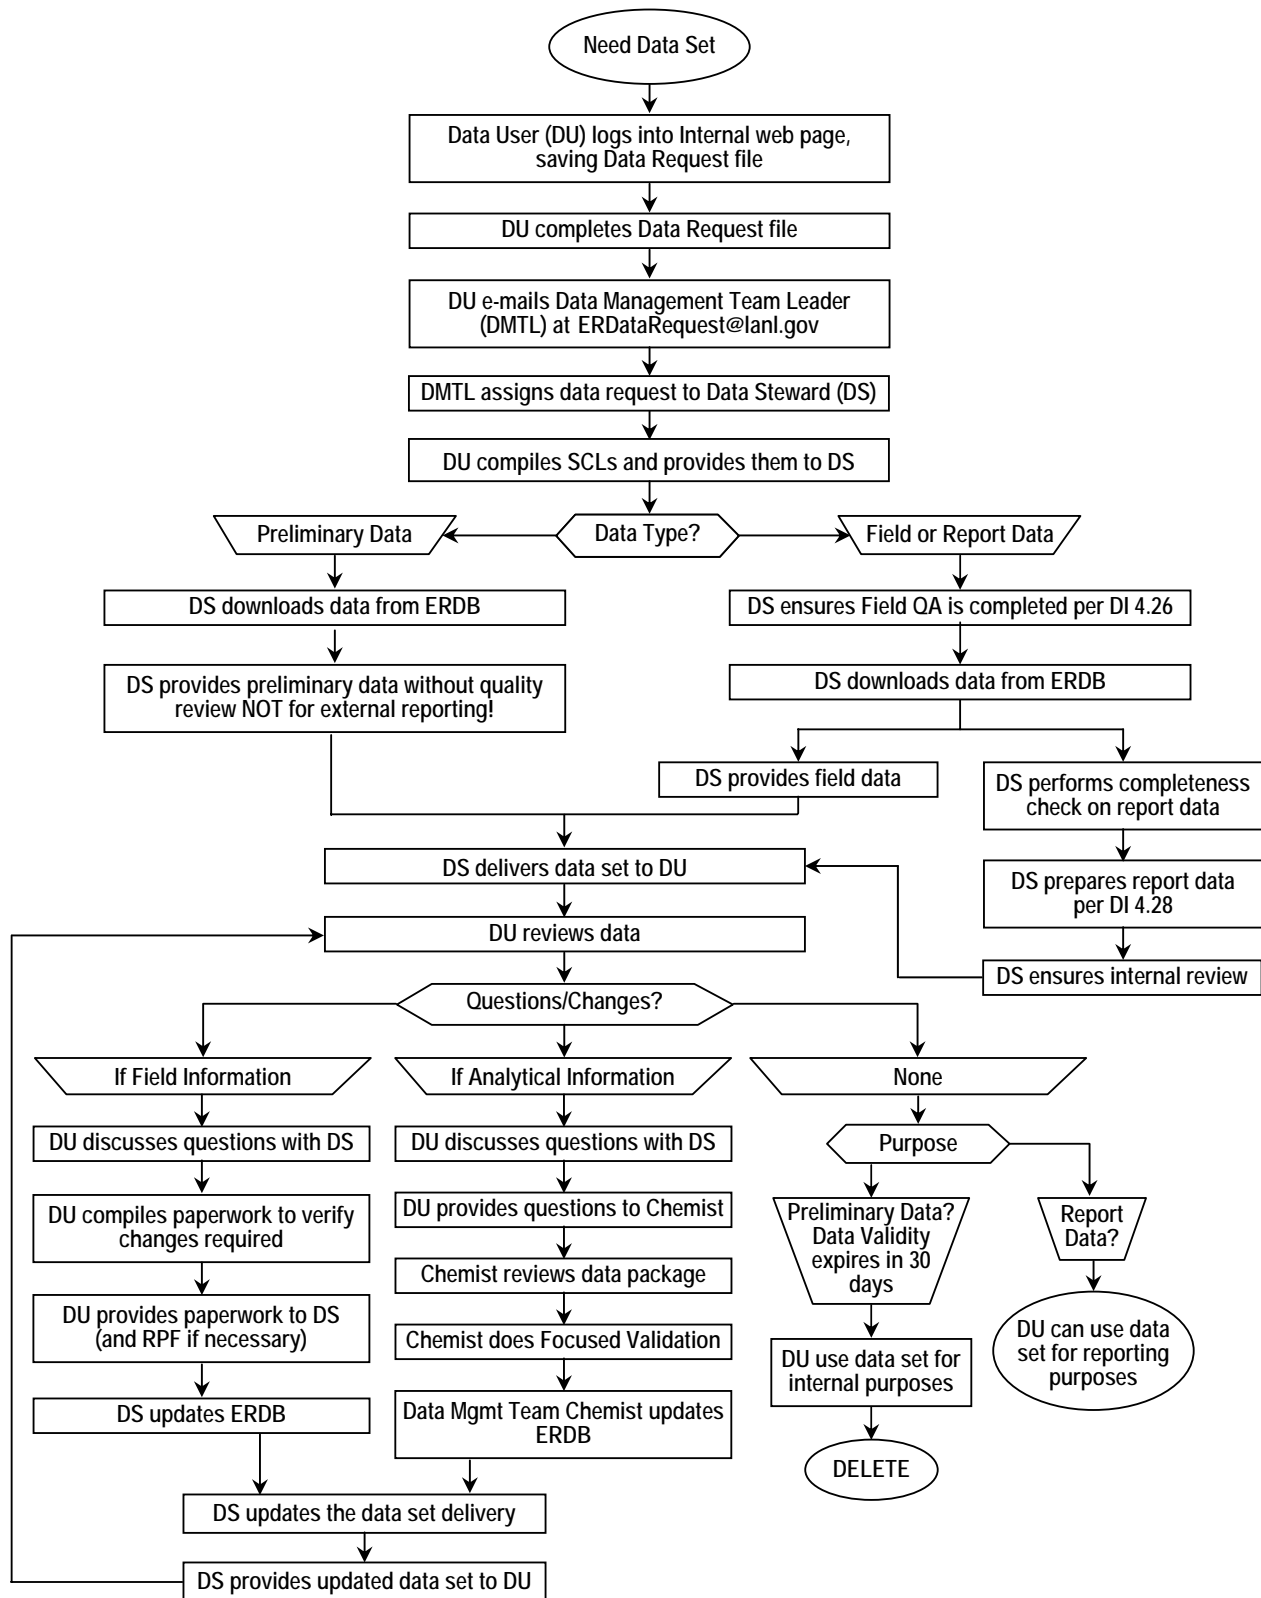 Need Data Set
Data User (DU) logs into Internal web page,
saving Data Request file
DU completes Data Request file
DU e-mails Data Management Team Leader
(DMTL) at ERDataRequest@lanl.gov
DMTL assigns data request to Data Steward (DS)
DU compiles SCLs and provides them to DS
Data Type?
Preliminary Data
Field or Report Data
DS downloads data from ERDB
DS provides preliminary data without quality
review NOT for external reporting!
DS ensures Field QA is completed per DI 4.26
DS downloads data from ERDB
DS provides field data
DS performs completeness
check on report data
DS prepares report data
per DI 4.28
DS ensures internal review
DS delivers data set to DU
DU reviews data
Questions/Changes?
If Field Information
DU discusses questions with DS
DU compiles paperwork to verify
changes required
DU provides paperwork to DS
(and RPF if necessary)
DS updates ERDB
If Analytical Information
DU discusses questions with DS
DU provides questions to Chemist
Chemist reviews data package
Chemist does Focused Validation
Data Mgmt Team Chemist updates
ERDB
None
Purpose
Preliminary Data?
Data Validity
expires in 30
days
DU use data set for
internal purposes
DELETE
Report
Data?
DU can use data
set for reporting
purposes
DS updates the data set delivery
DS provides updated data set to DU